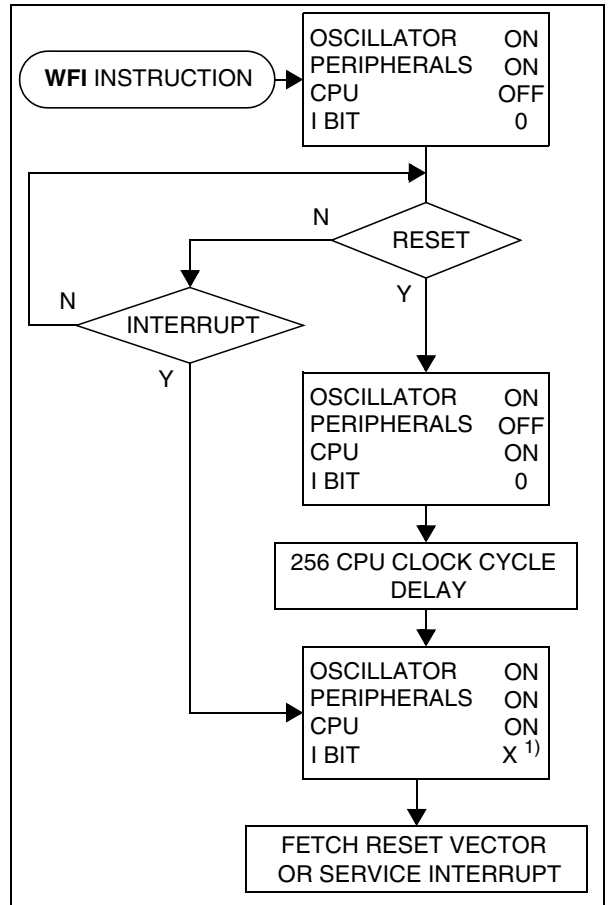 WFI INSTRUCTION
OSCILLATOR ON
PERIPHERALS ON
CPU OFF
I BIT 0
N
RESET
Y
N
INTERRUPT
Y
OSCILLATOR ON
PERIPHERALS OFF
CPU ON
I BIT 0
256 CPU CLOCK CYCLE
DELAY
OSCILLATOR ON
PERIPHERALS ON
CPU ON
I BIT X 1)
FETCH RESET VECTOR
OR SERVICE INTERRUPT